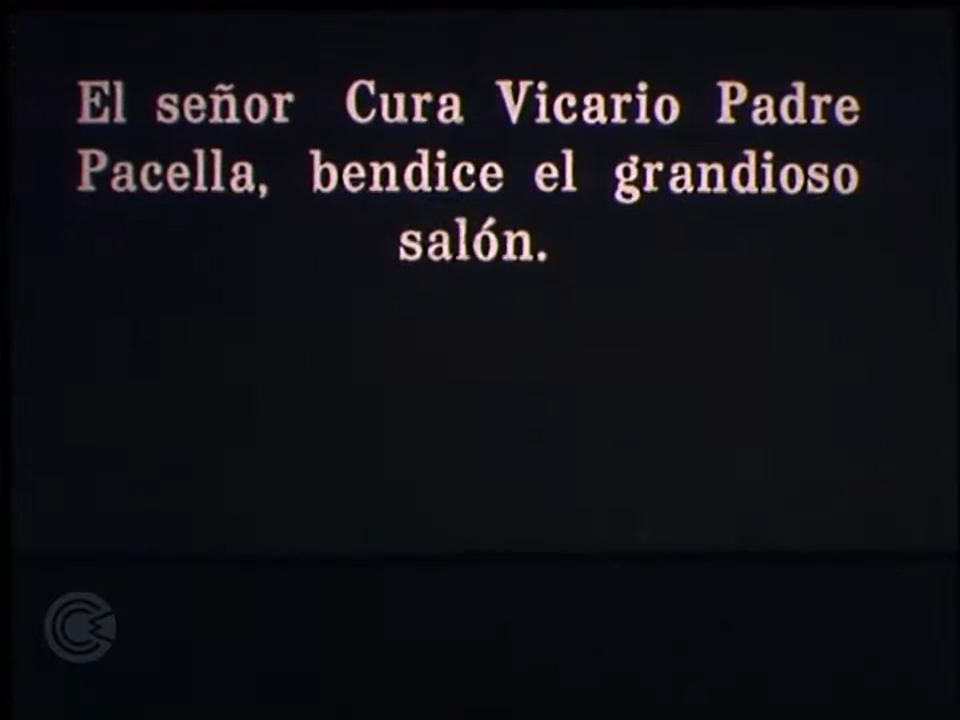 El señor Cura Vicario Padre
Pacella, bendice el grandioso
salón.